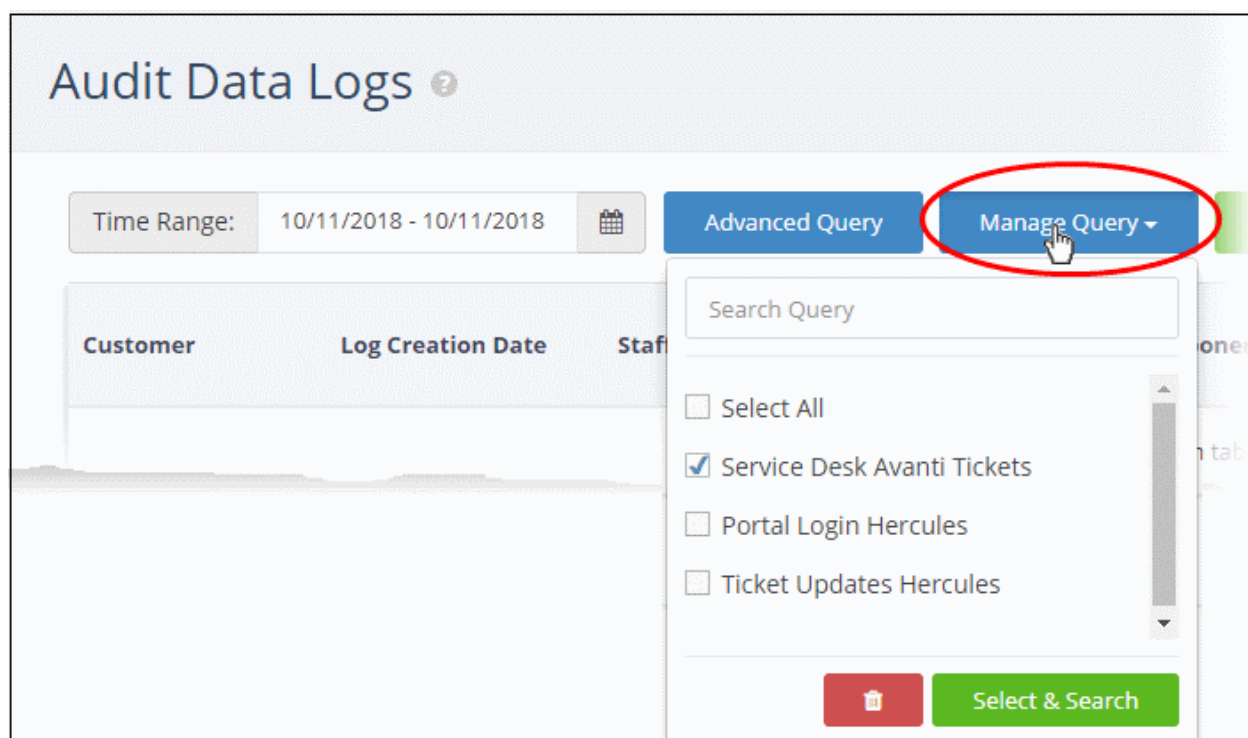 Audit Data Logs
Time Range: 10/11/2018 - 10/11/2018 Advanced Query Manage Query
Search Query
Customer Log Creation Date
Select All
Service Desk Avanti Tickets
Portal Login Hercules
Ticket Updates Hercules
Select & Search